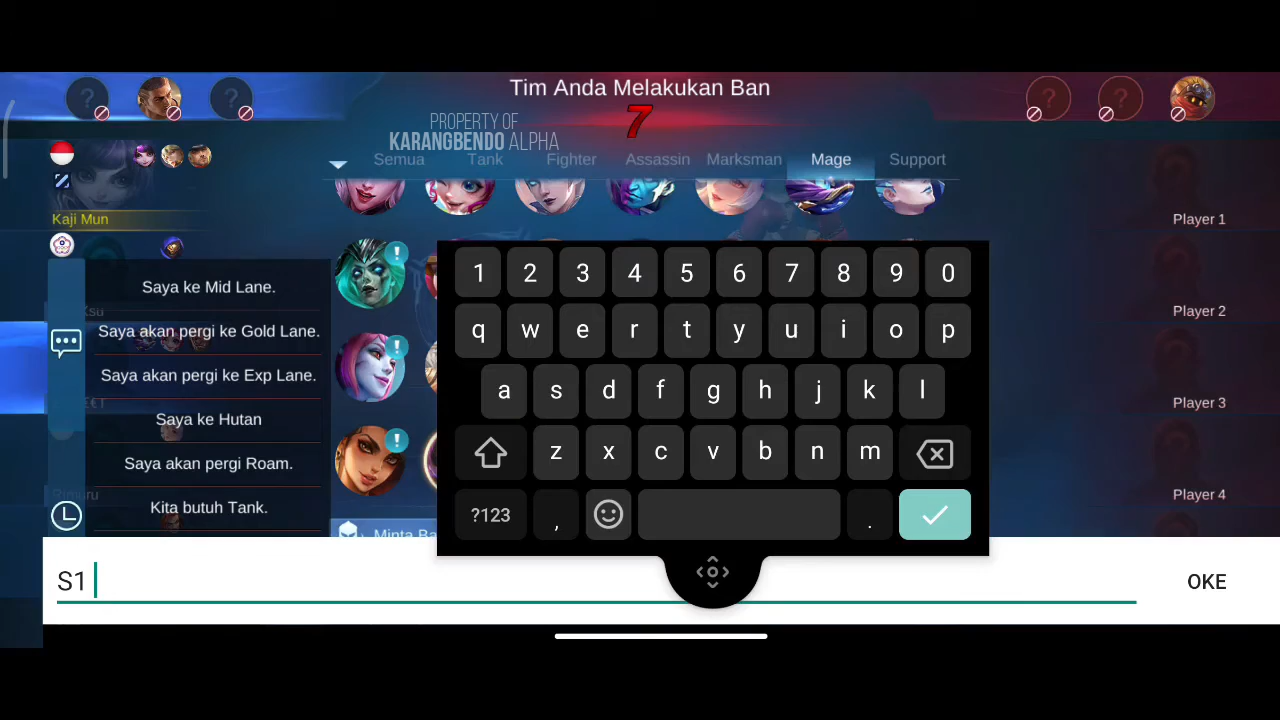 Tim Anda Melakukan Ban
7
PROPERTY OF
KARANGBENDO ALPHA
Semua Tank Fighter Assassin Marksman Mage Support
Kaji Mun
Player 1
Player 2
Player 3
Player 4
Saya ke Mid Lane.
Saya akan pergi ke Gold Lane.
Saya akan pergi ke Exp Lane.
Saya ke Hutan
Saya akan pergi Roam.
Kita butuh Tank.
Rimuru
1 2 3 4 5 6 7 8 9 0
q w e r t y u i o p
a s d f g h j k l
z x c v b n m
?123 , .
S1
OKE